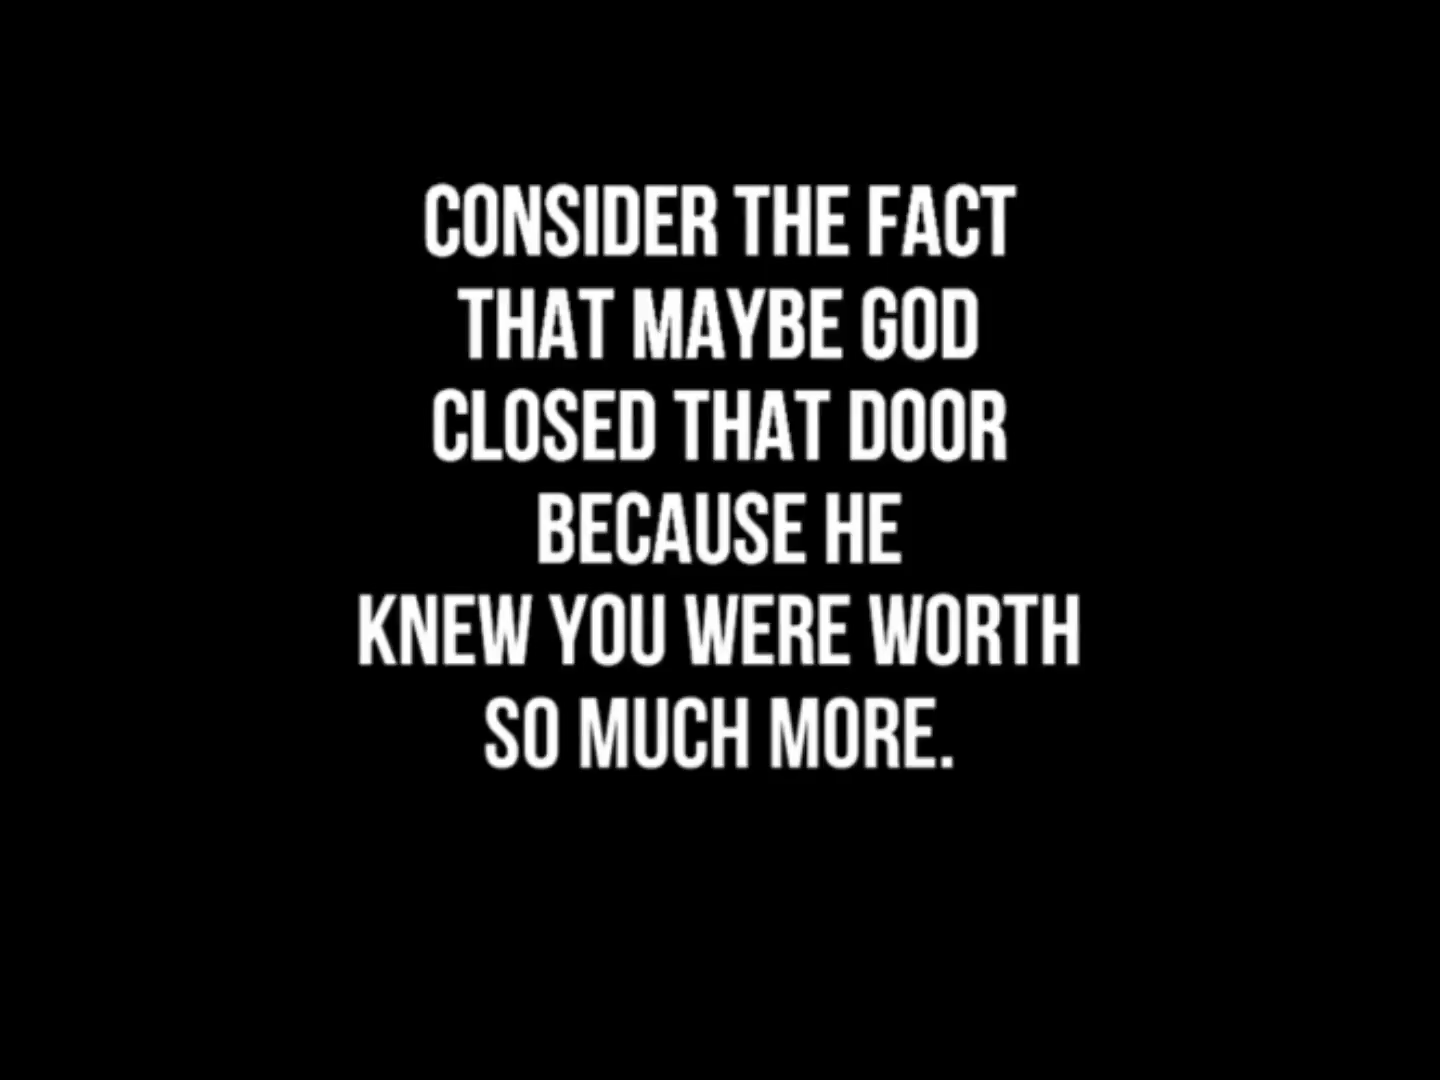 CONSIDER THE FACT
THAT MAYBE GOD
CLOSED THAT DOOR
BECAUSE HE
KNEW YOU WERE WORTH
SO MUCH MORE.